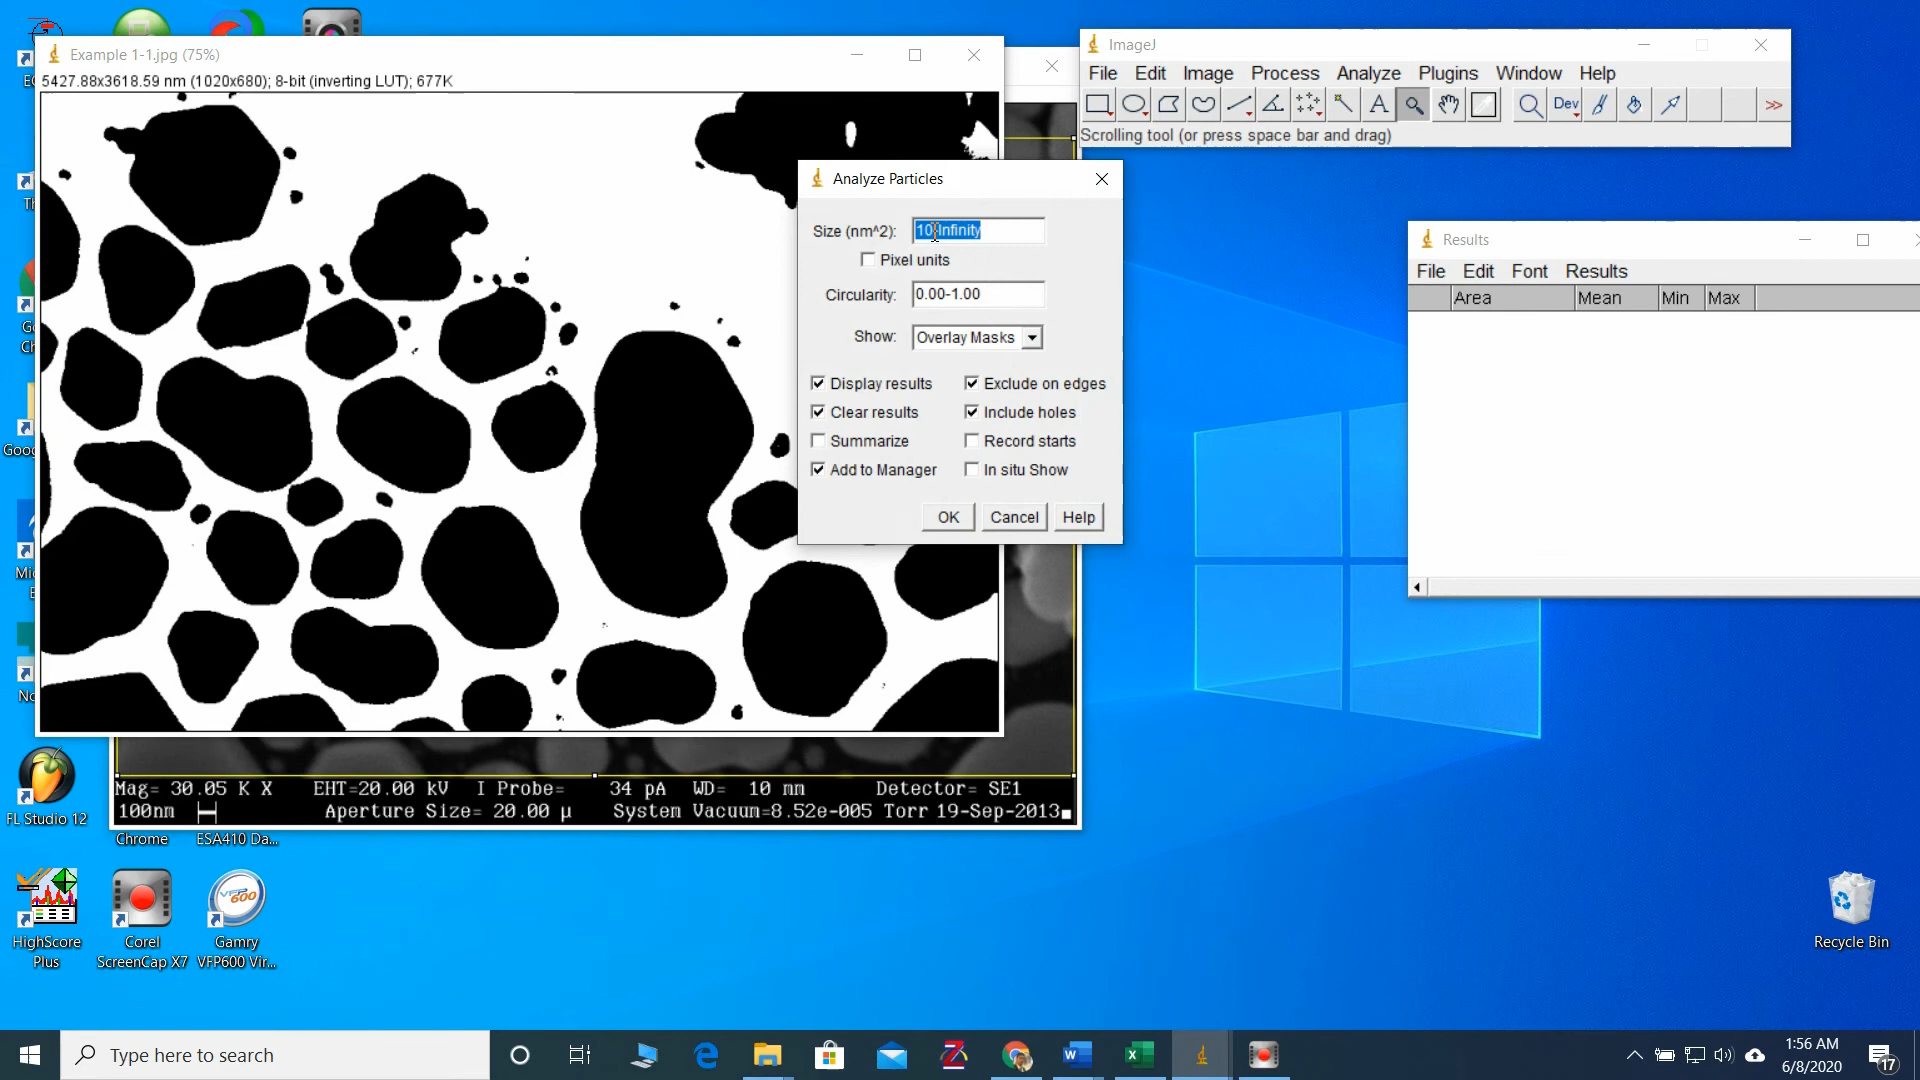 Example 1-1.jpg (75%)
5427.88x3618.59 nm (1020x680); 8-bit (inverting LUT); 677K
ImageJ
File Edit Image Process Analyze Plugins Window Help
Dev
Scrolling tool (or press space bar and drag)
Analyze Particles
Size (nm^2): 10-Infinity
Pixel units
Circularity: 0.00-1.00
Show: Overlay Masks
Display results Exclude on edges
Clear results Include holes
Summarize Record starts
Add to Manager In situ Show
OK Cancel Help
Results
File Edit Font Results
Area Mean Min Max
Mag= 30.05 K X EHT=20.00 kV I Probe= 34 pA WD= 10 mm Detector= SE1
100nm Aperture Size= 20.00 µ System Vacuum=8.52e-005 Torr 19-Sep-2013
FL Studio 12
Chrome
ESA410 Da...
VFP600
HighScore Plus
Corel ScreenCap X7
Gamry VFP600 Vir...
Recycle Bin
Type here to search
1:56 AM
6/8/2020
17